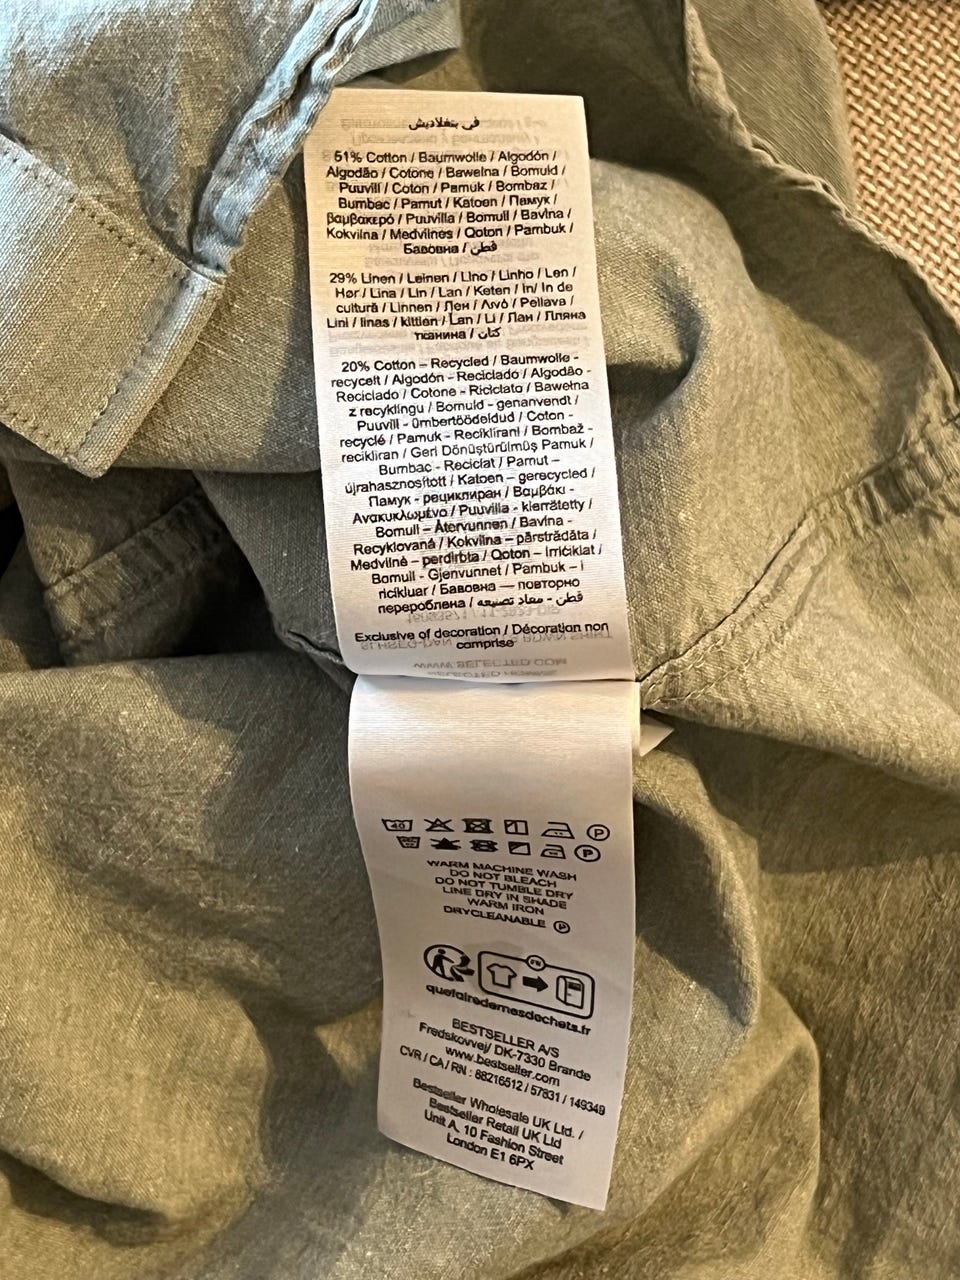 في بنغلاديش
51% Cotton / Baumwolle / Algodón /
Algodão / Cotone / Bawełna / Bomuld /
Puuvill / Coton / Pamuk / Bombaz /
Bumbac / Pamut / Katoen / Памук /
Βαμβακερό / Puuvilla / Bomull / Bavlna /
Kokvilna / Medvilnės / Qoton / Pambuk /
Бавовна / قطن
29% Linen / Leinen / Lino / Linho / Len /
Hør / Lina / Lin / Lan / Keten / In/ In de
cultură / Linnen / Лен / Λινό / Pellava /
Lini / linas / kittien / Lan / Li / Лан / Пляна
тканина / كتان
20% Cotton – Recycled / Baumwolle -
recycelt / Algodón - Reciclado / Algodão -
Reciclado / Cotone - Riciclato / Bawełna
z recyklingu / Bomuld - genanvendt /
Puuvill - ümbertöödeldud / Coton -
recyclé / Pamuk - Reciklirani / Bombaž -
recikliran / Geri Dönüştürülmüş Pamuk /
Bumbac - Reciclat / Pamut –
újrahasznosított / Katoen – gerecycled /
Памук - рециклиран / Βαμβάκι -
Ανακυκλωμένο / Puuvilla - kierrätetty /
Bomull – Återvunnen / Bavlna -
Recyklovaná / Kokvilna – pārstrādāta /
Medvilnė – perdirbta / Qoton – Irriċiklat /
Bomull - Gjenvunnet / Pambuk – i
ricikluar / Бавовна — повторно
перероблена / قطن - معاد تصنيعه
Exclusive of decoration / Décoration non
comprise
WWW.SELECTED.COM
40 P
P
WARM MACHINE WASH
DO NOT BLEACH
DO NOT TUMBLE DRY
LINE DRY IN SHADE
WARM IRON
DRYCLEANABLE P
FR
quefairedemesdechets.fr
BESTSELLER A/S
Fredskovvej/ DK-7330 Brande
www.bestseller.com
CVR / CA / RN : 88216512 / 57831 / 149349
Bestseller Wholesale UK Ltd. /
Bestseller Retail UK Ltd
Unit A, 10 Fashion Street
London E1 6PX